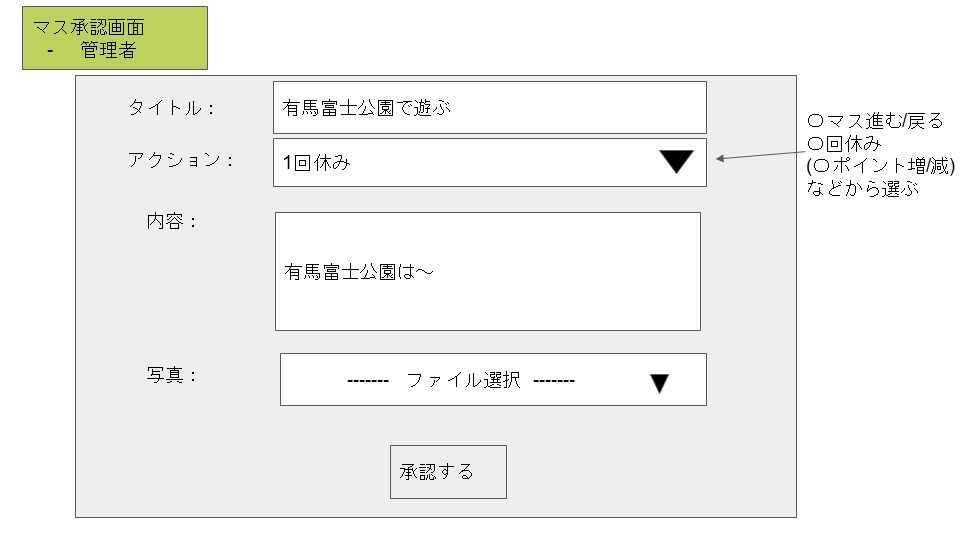 マス承認画面
- 管理者
タイトル：
有馬富士公園で遊ぶ
アクション：
1回休み
〇マス進む/戻る
〇回休み
(〇ポイント増/減)
などから選ぶ
内容：
有馬富士公園は～
写真：
------- ファイル選択 -------
承認する